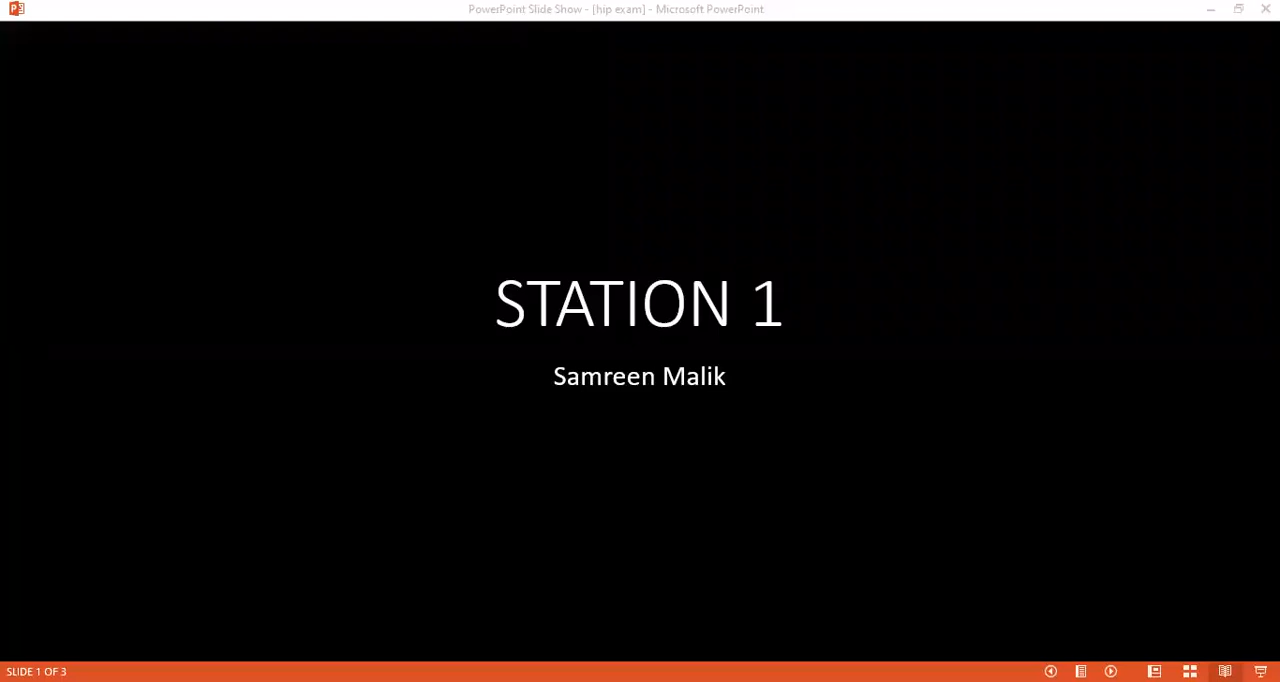 PowerPoint Slide Show - [hip exam] - Microsoft PowerPoint
STATION 1
Samreen Malik
SLIDE 1 OF 3